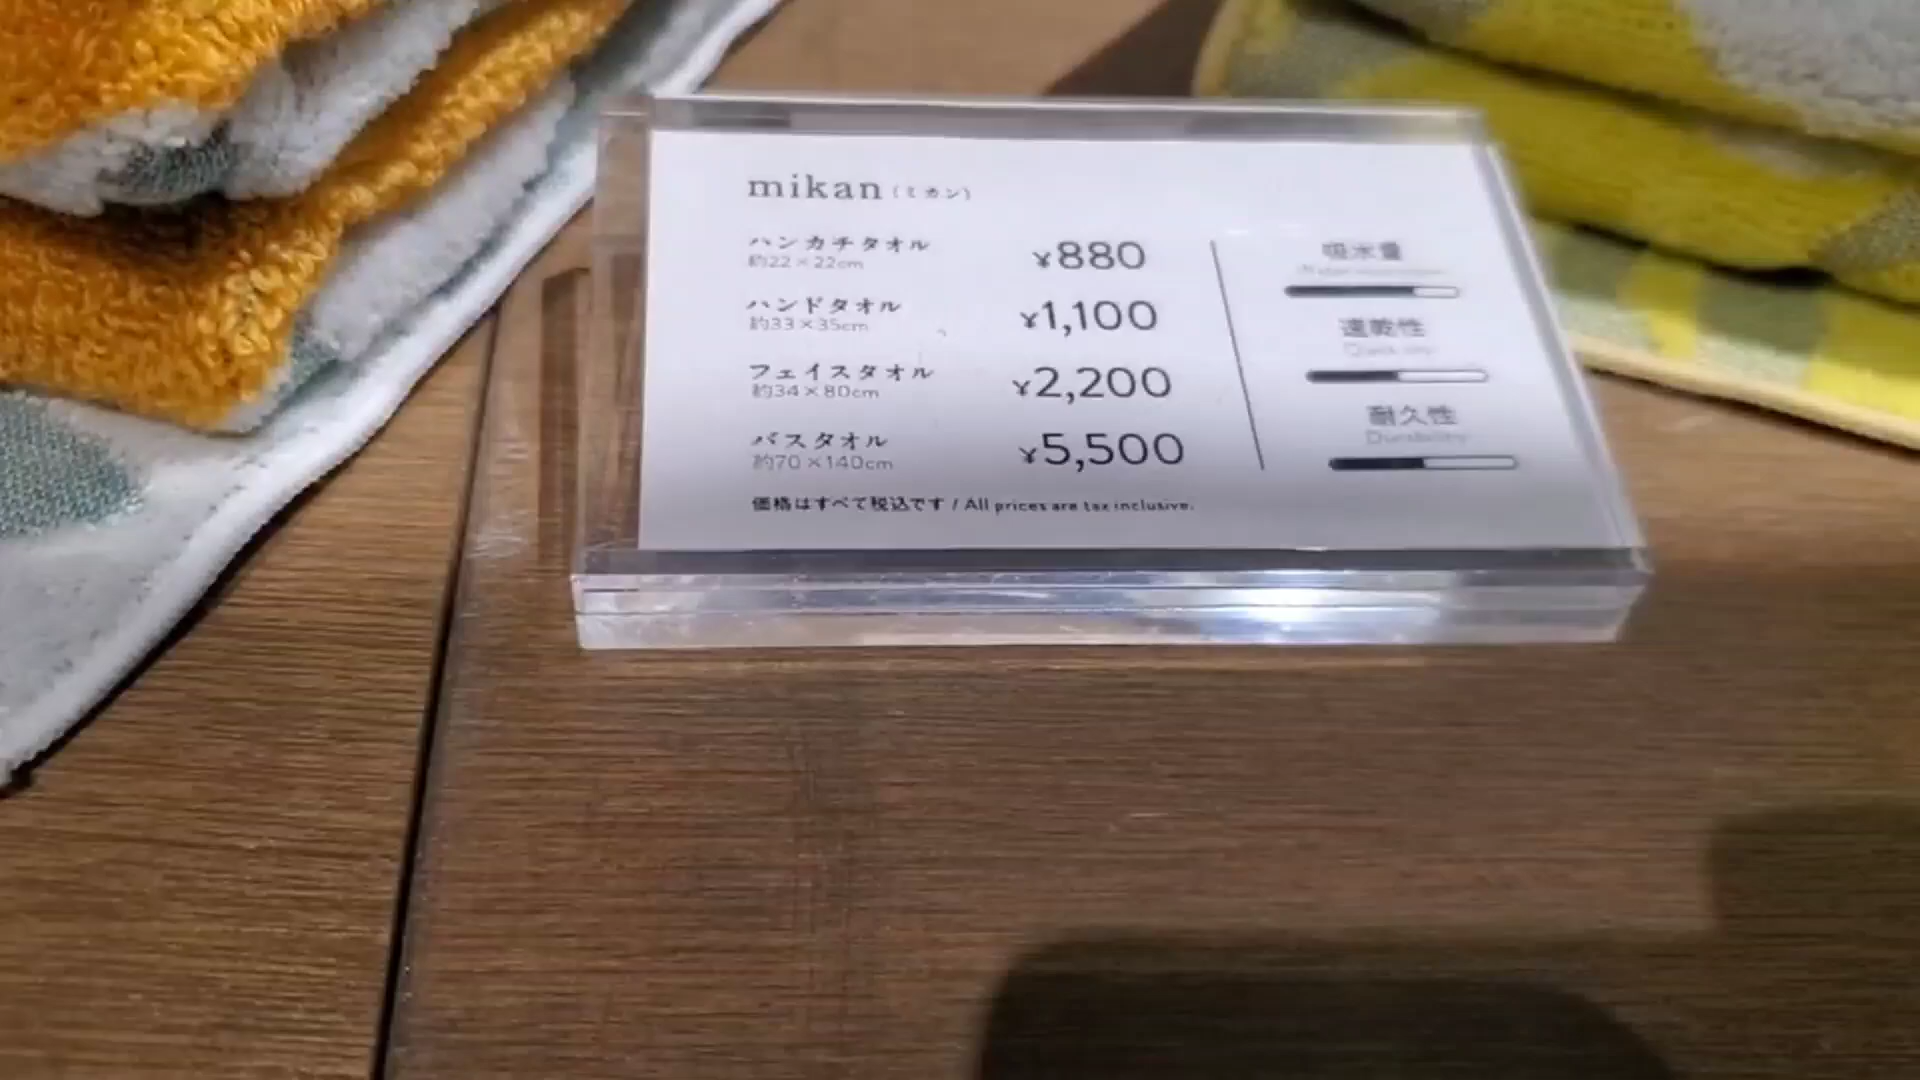 mikan (ミカン)
ハンカチタオル ¥880
約22×22cm
ハンドタオル ¥1,100
約33×35cm
フェイスタオル ¥2,200
約34×80cm
バスタオル ¥5,500
約70×140cm
価格はすべて税込です / All prices are tax inclusive.
吸水量
速乾性
Quick dry
耐久性
Durability